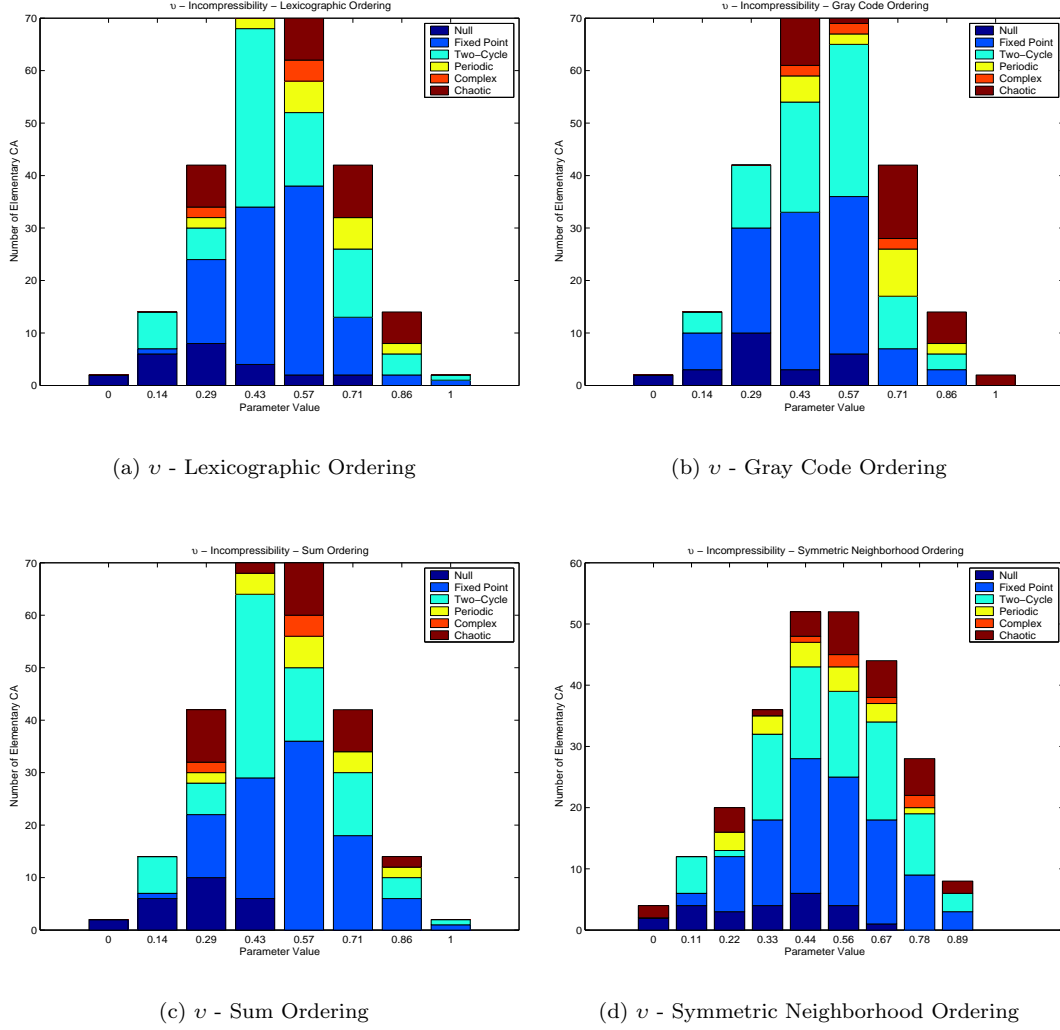 υ − Incompressibility − Lexicographic Ordering
Number of Elementary CA
70
60
50
40
30
20
10
0
Null
Fixed Point
Two−Cycle
Periodic
Complex
Chaotic
0 0.14 0.29 0.43 0.57 0.71 0.86 1
Parameter Value
(a) υ - Lexicographic Ordering
υ − Incompressibility − Gray Code Ordering
Number of Elementary CA
70
60
50
40
30
20
10
0
Null
Fixed Point
Two−Cycle
Periodic
Complex
Chaotic
0 0.14 0.29 0.43 0.57 0.71 0.86 1
Parameter Value
(b) υ - Gray Code Ordering
υ − Incompressibility − Sum Ordering
Number of Elementary CA
70
60
50
40
30
20
10
0
Null
Fixed Point
Two−Cycle
Periodic
Complex
Chaotic
0 0.14 0.29 0.43 0.57 0.71 0.86 1
Parameter Value
(c) υ - Sum Ordering
υ − Incompressibility − Symmetric Neighborhood Ordering
Number of Elementary CA
60
50
40
30
20
10
0
Null
Fixed Point
Two−Cycle
Periodic
Complex
Chaotic
0 0.11 0.22 0.33 0.44 0.56 0.67 0.78 0.89
Parameter Value
(d) υ - Symmetric Neighborhood Ordering